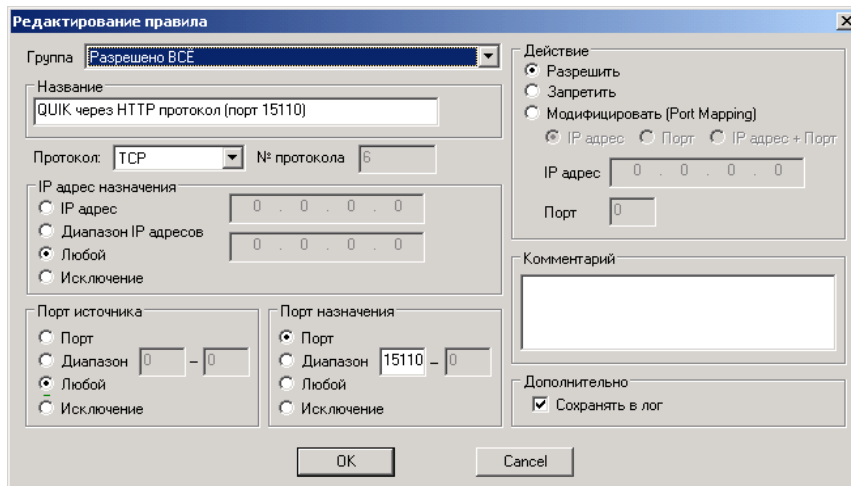 Редактирование правила
Группа Разрешено ВСЁ
Название
QUIK через HTTP протокол (порт 15110)
Протокол: TCP № протокола 6
IP адрес назначения
IP адрес 0 . 0 . 0 . 0
Диапазон IP адресов 0 . 0 . 0 . 0
Любой
Исключение
Порт источника
Порт
Диапазон 0 – 0
Любой
Исключение
Порт назначения
Порт
Диапазон 15110 – 0
Любой
Исключение
Действие
Разрешить
Запретить
Модифицировать (Port Mapping)
IP адрес Порт IP адрес + Порт
IP адрес 0 . 0 . 0 . 0
Порт 0
Комментарий
Дополнительно
Сохранять в лог
OK Cancel